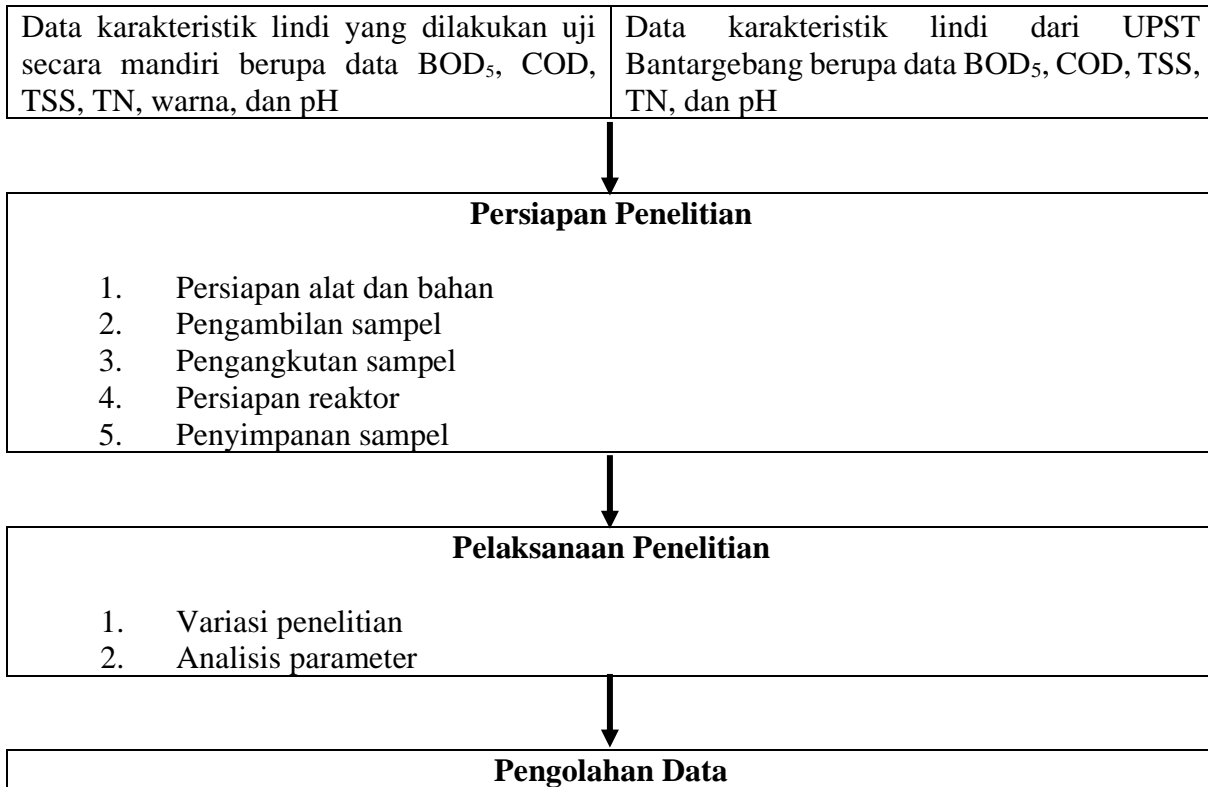 Data karakteristik lindi yang dilakukan uji
secara mandiri berupa data BOD₅, COD,
TSS, TN, warna, dan pH
Data karakteristik lindi dari UPST
Bantargebang berupa data BOD₅, COD, TSS,
TN, dan pH
Persiapan Penelitian
1. Persiapan alat dan bahan
2. Pengambilan sampel
3. Pengangkutan sampel
4. Persiapan reaktor
5. Penyimpanan sampel
Pelaksanaan Penelitian
1. Variasi penelitian
2. Analisis parameter
Pengolahan Data